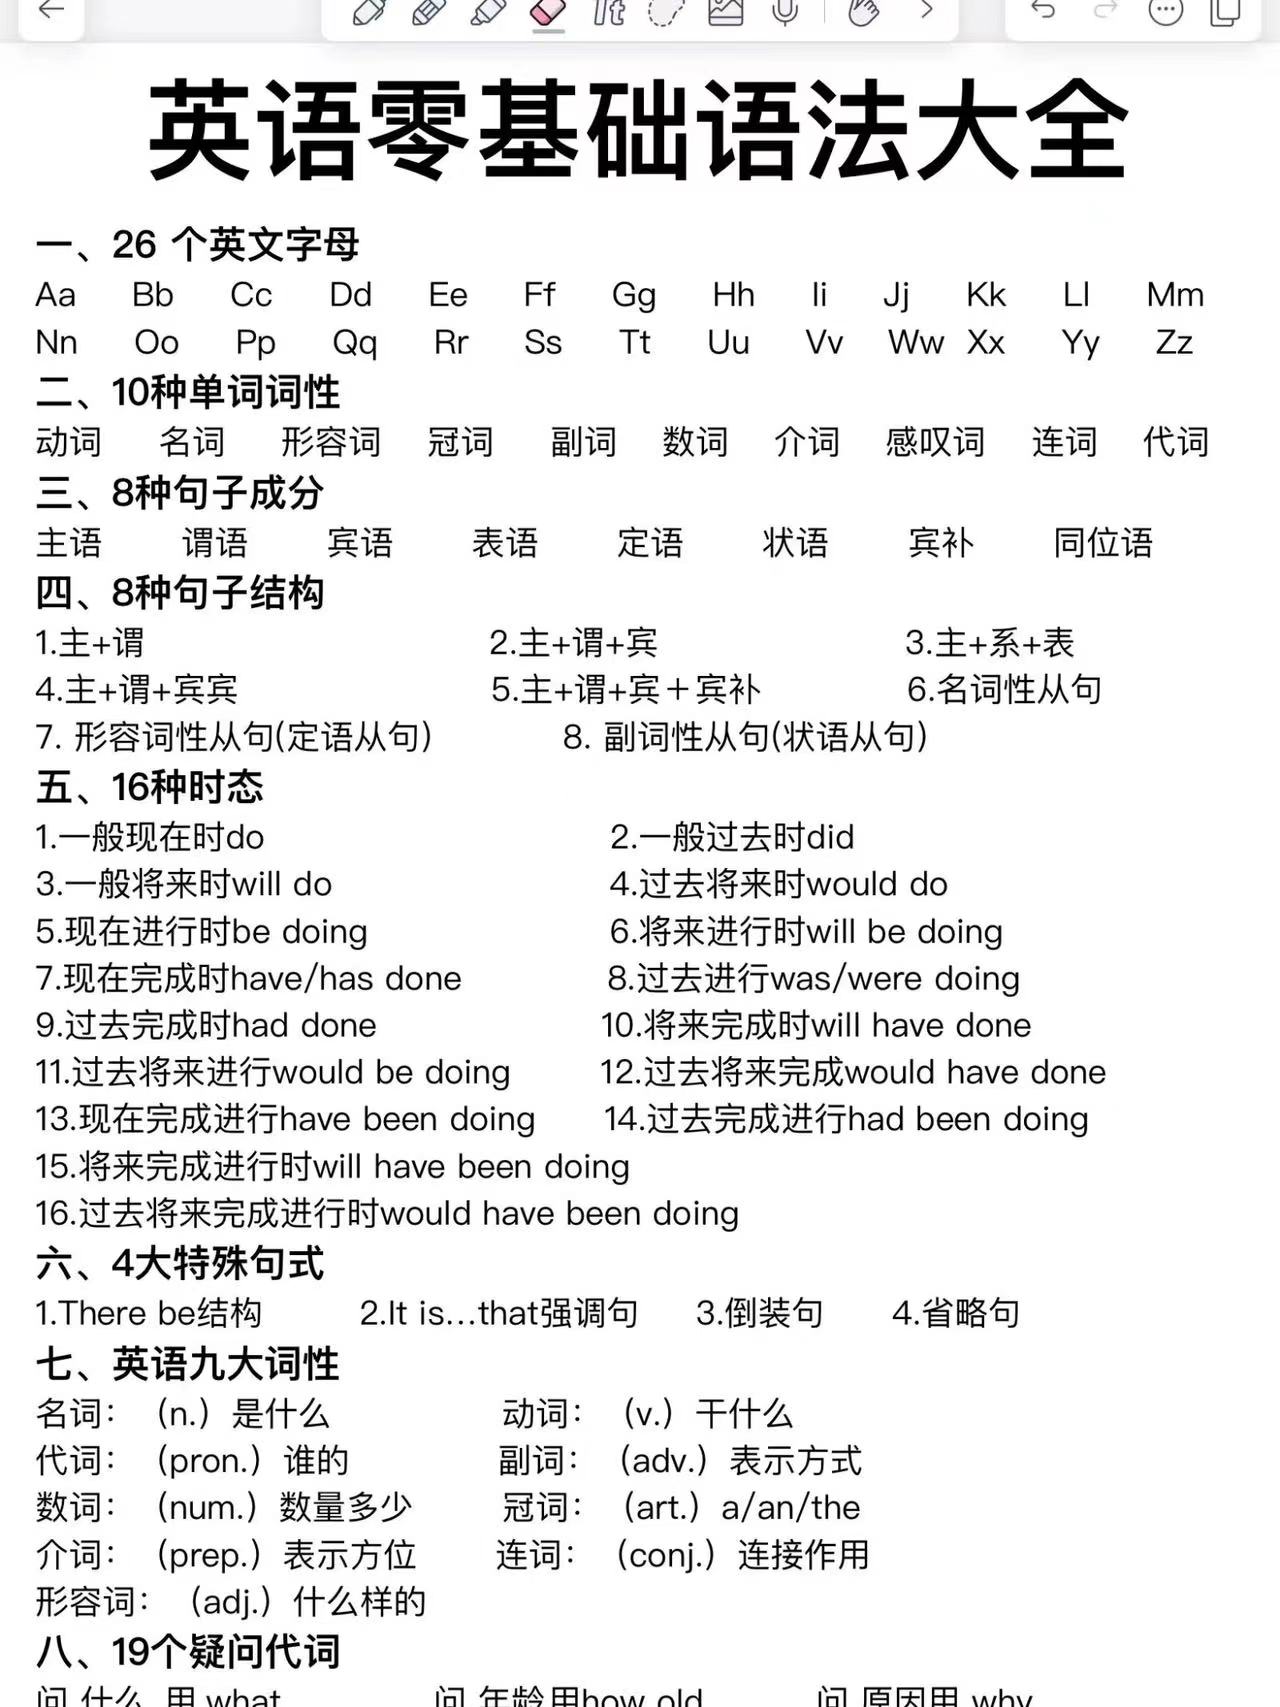 Tt
英语零基础语法大全
一、26 个英文字母
Aa Bb Cc Dd Ee Ff Gg Hh Ii Jj Kk Ll Mm
Nn Oo Pp Qq Rr Ss Tt Uu Vv Ww Xx Yy Zz
二、10种单词词性
动词 名词 形容词 冠词 副词 数词 介词 感叹词 连词 代词
三、8种句子成分
主语 谓语 宾语 表语 定语 状语 宾补 同位语
四、8种句子结构
1.主+谓 2.主+谓+宾 3.主+系+表
4.主+谓+宾宾 5.主+谓+宾＋宾补 6.名词性从句
7. 形容词性从句(定语从句) 8. 副词性从句(状语从句)
五、16种时态
1.一般现在时do 2.一般过去时did
3.一般将来时will do 4.过去将来时would do
5.现在进行时be doing 6.将来进行时will be doing
7.现在完成时have/has done 8.过去进行was/were doing
9.过去完成时had done 10.将来完成时will have done
11.过去将来进行would be doing 12.过去将来完成would have done
13.现在完成进行have been doing 14.过去完成进行had been doing
15.将来完成进行时will have been doing
16.过去将来完成进行时would have been doing
六、4大特殊句式
1.There be结构 2.It is...that强调句 3.倒装句 4.省略句
七、英语九大词性
名词：（n.）是什么 动词：（v.）干什么
代词：（pron.）谁的 副词：（adv.）表示方式
数词：（num.）数量多少 冠词：（art.）a/an/the
介词：（prep.）表示方位 连词：（conj.）连接作用
形容词：（adj.）什么样的
八、19个疑问代词
问 什么 用 what 问 年龄用how old 问 原因用 why